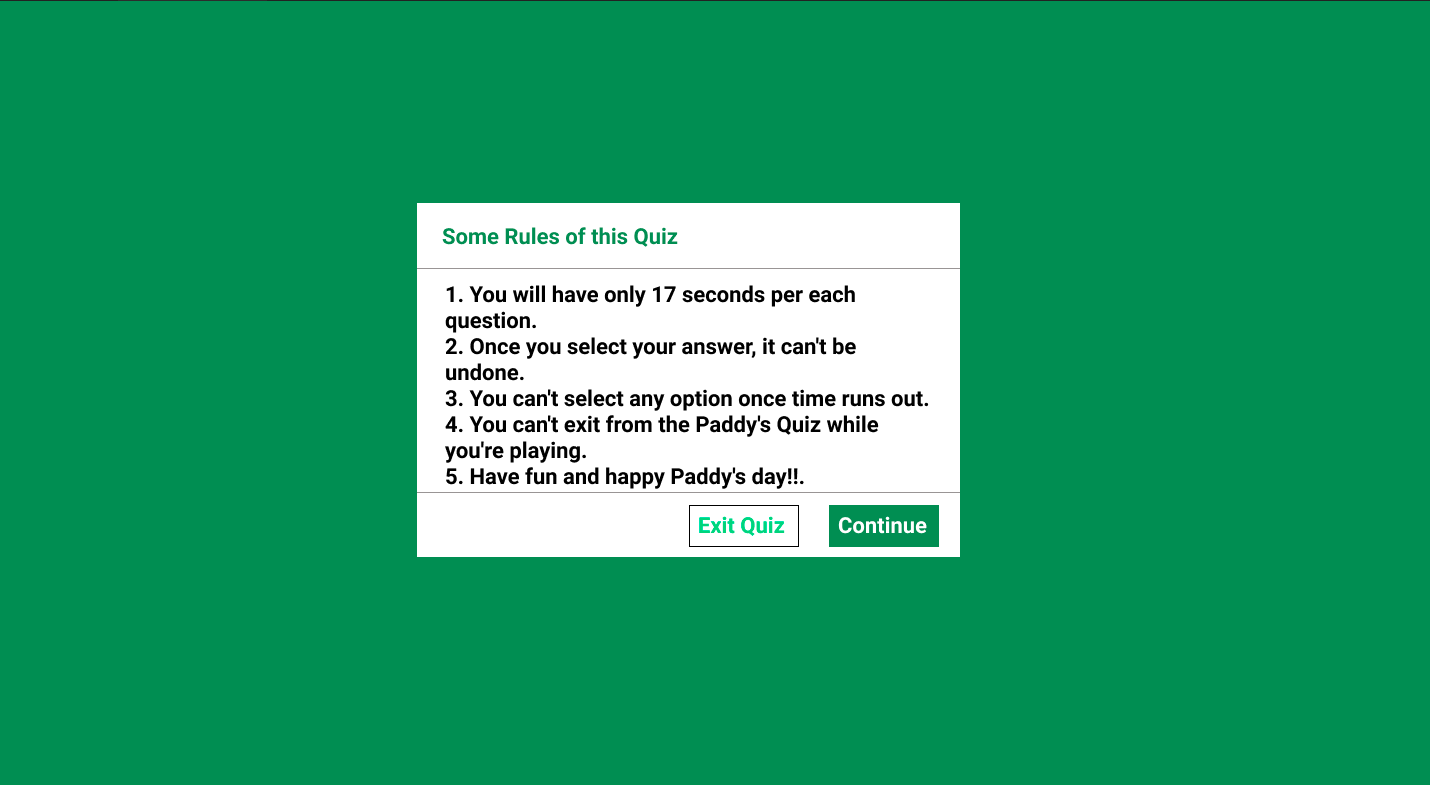 Some Rules of this Quiz
1. You will have only 17 seconds per each
question.
2. Once you select your answer, it can't be
undone.
3. You can't select any option once time runs out.
4. You can't exit from the Paddy's Quiz while
you're playing.
5. Have fun and happy Paddy's day!!.
Exit Quiz
Continue